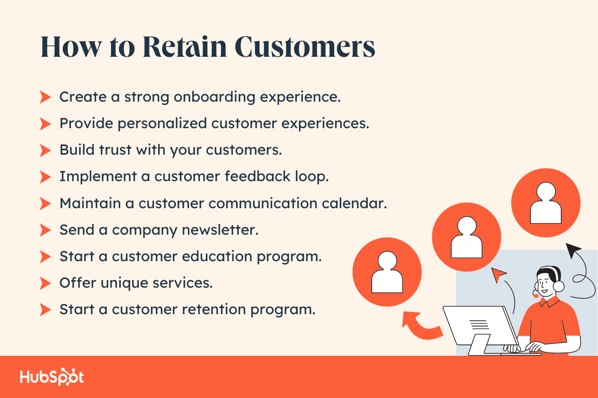 How to Retain Customers
Create a strong onboarding experience.
Provide personalized customer experiences.
Build trust with your customers.
Implement a customer feedback loop.
Maintain a customer communication calendar.
Send a company newsletter.
Start a customer education program.
Offer unique services.
Start a customer retention program.
HubSpot